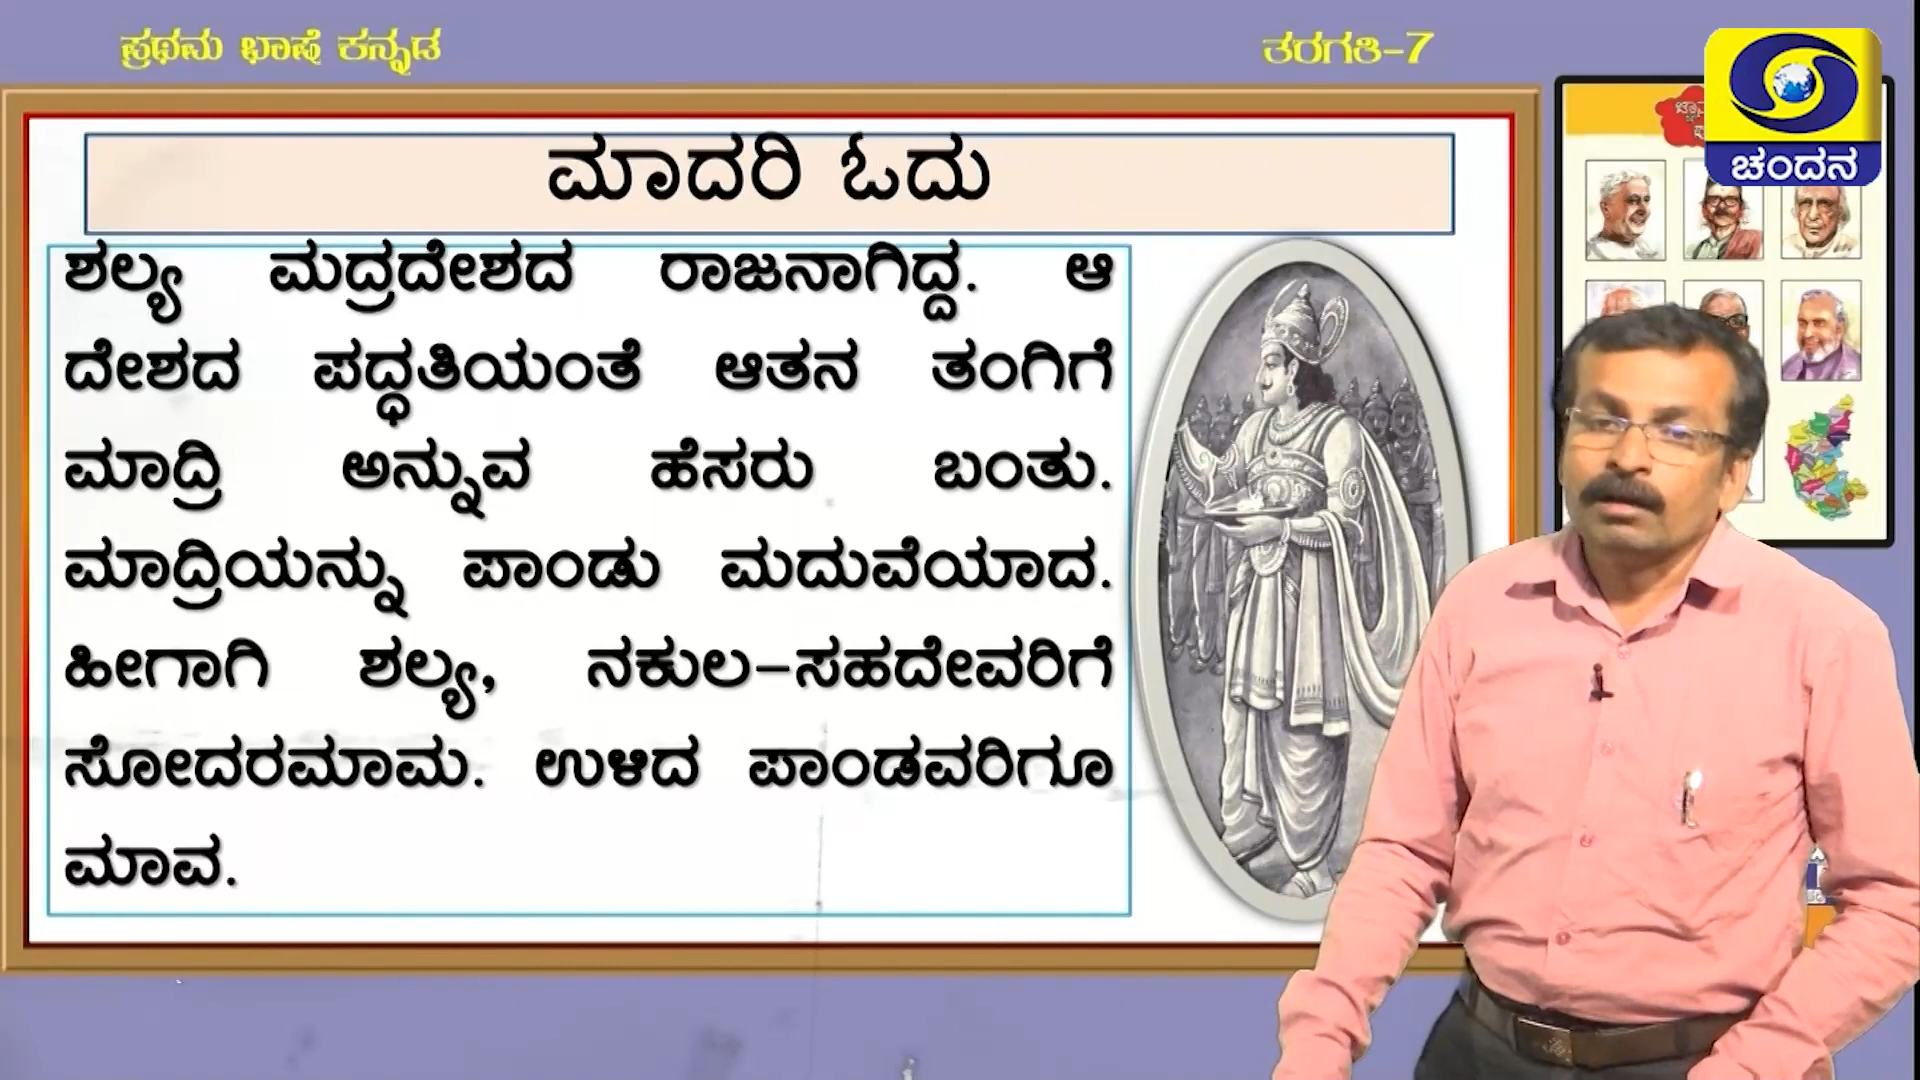 ಪ್ರಥಮ ಭಾಷೆ ಕನ್ನಡ
ತರಗತಿ-7
ಚಂದನ
ಮಾದರಿ ಓದು
ಶಲ್ಯ ಮದ್ರದೇಶದ ರಾಜನಾಗಿದ್ದ. ಆ
ದೇಶದ ಪದ್ಧತಿಯಂತೆ ಆತನ ತಂಗಿಗೆ
ಮಾದ್ರಿ ಅನ್ನುವ ಹೆಸರು ಬಂತು.
ಮಾದ್ರಿಯನ್ನು ಪಾಂಡು ಮದುವೆಯಾದ.
ಹೀಗಾಗಿ ಶಲ್ಯ, ನಕುಲ-ಸಹದೇವರಿಗೆ
ಸೋದರಮಾಮ. ಉಳಿದ ಪಾಂಡವರಿಗೂ
ಮಾವ.